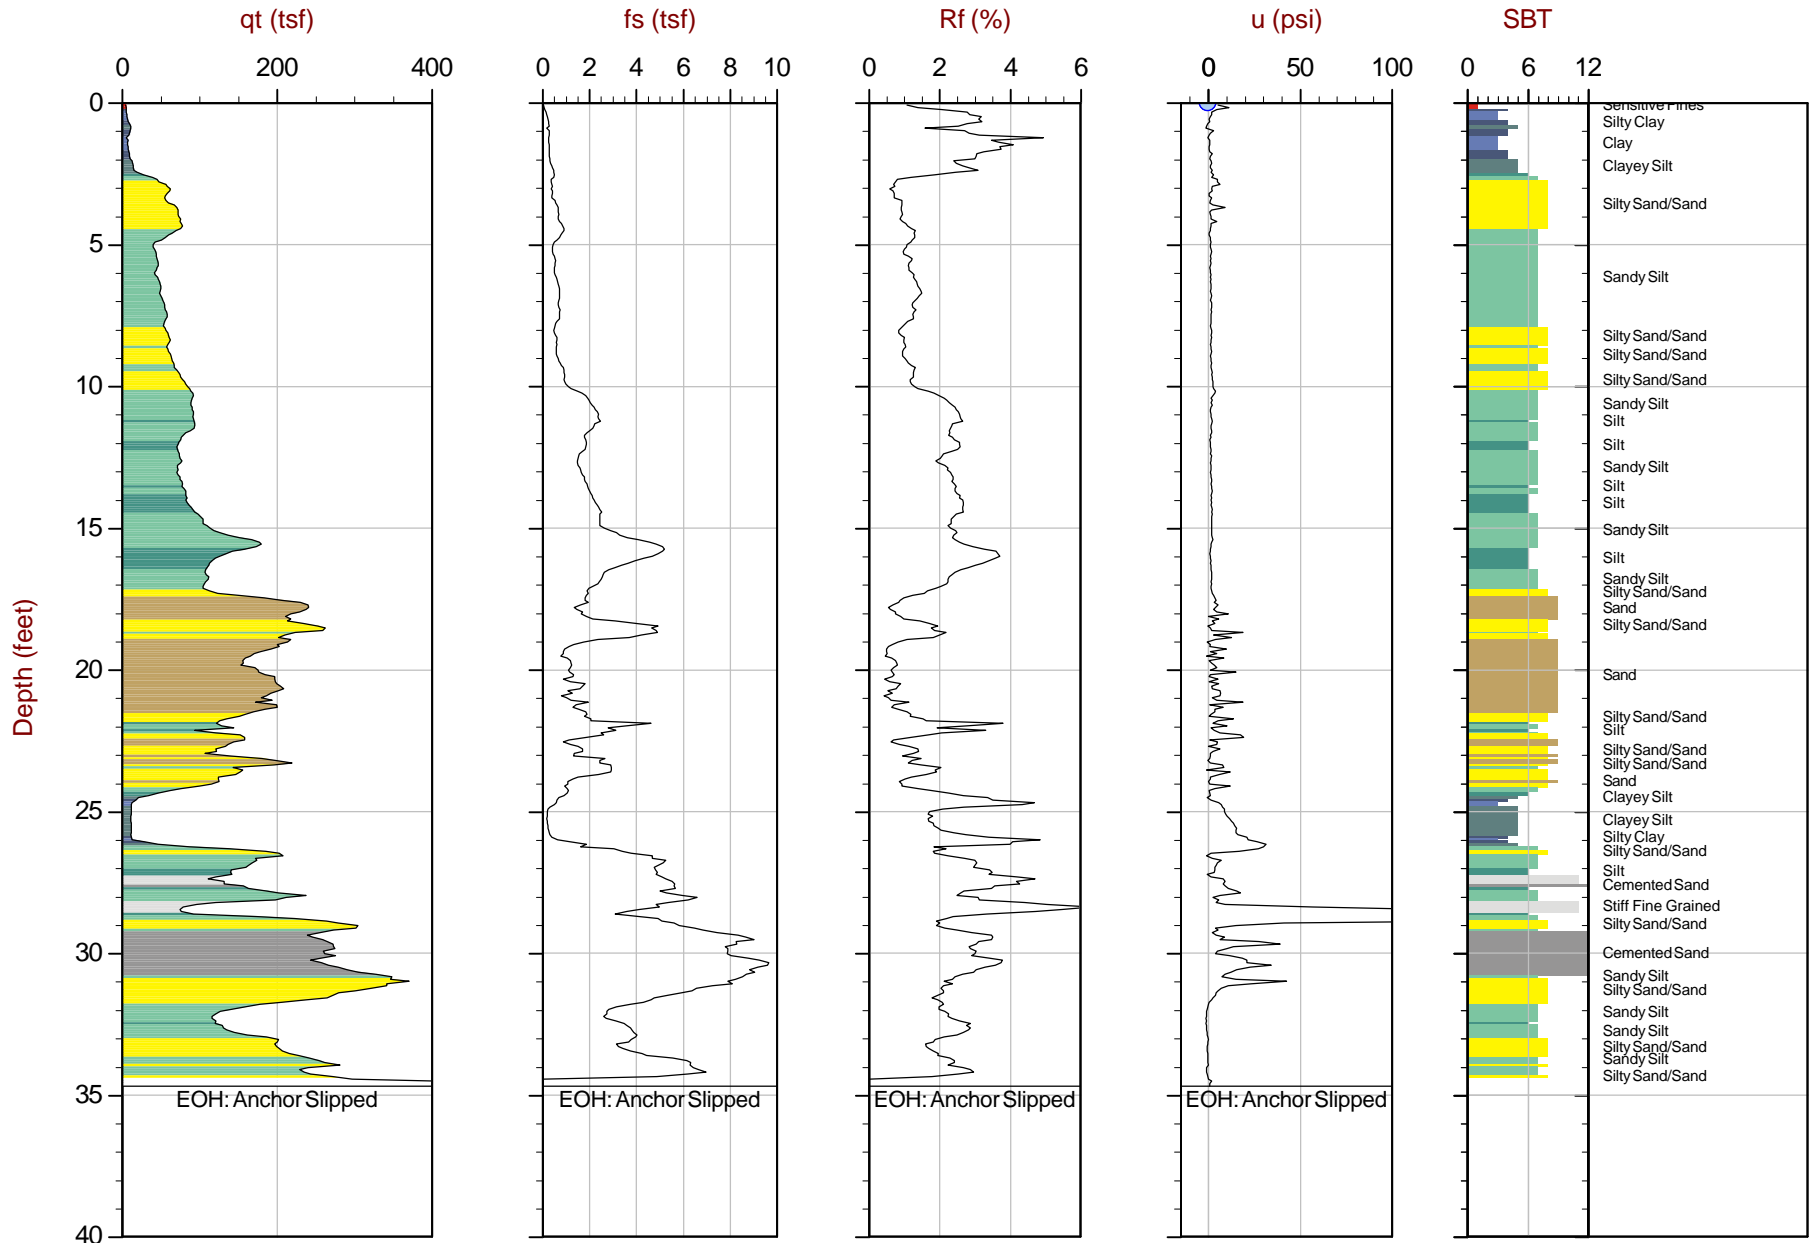 qt (tsf) fs (tsf) Rf (%) u (psi) SBT
0 200 400 0 2 4 6 8 10 0 2 4 6 0 50 100 0 6 12
0
Sensitive Fines
Silty Clay
Clay
Clayey Silt
Silty Sand/Sand
5
Sandy Silt
Silty Sand/Sand
Silty Sand/Sand
Silty Sand/Sand
10
Sandy Silt
Silt
Silt
Sandy Silt
Silt
Silt
15
Sandy Silt
Silt
Sandy Silt
Silty Sand/Sand
Sand
Silty Sand/Sand
20
Sand
Depth (feet)
Silty Sand/Sand
Silt
Silty Sand/Sand
Silty Sand/Sand
Sand
Clayey Silt
25
Clayey Silt
Silty Clay
Silty Sand/Sand
Silt
Cemented Sand
Stiff Fine Grained
Silty Sand/Sand
30
Cemented Sand
Sandy Silt
Silty Sand/Sand
Sandy Silt
Sandy Silt
Silty Sand/Sand
Sandy Silt
Silty Sand/Sand
35
EOH: Anchor Slipped EOH: Anchor Slipped EOH: Anchor Slipped EOH: Anchor Slipped
40